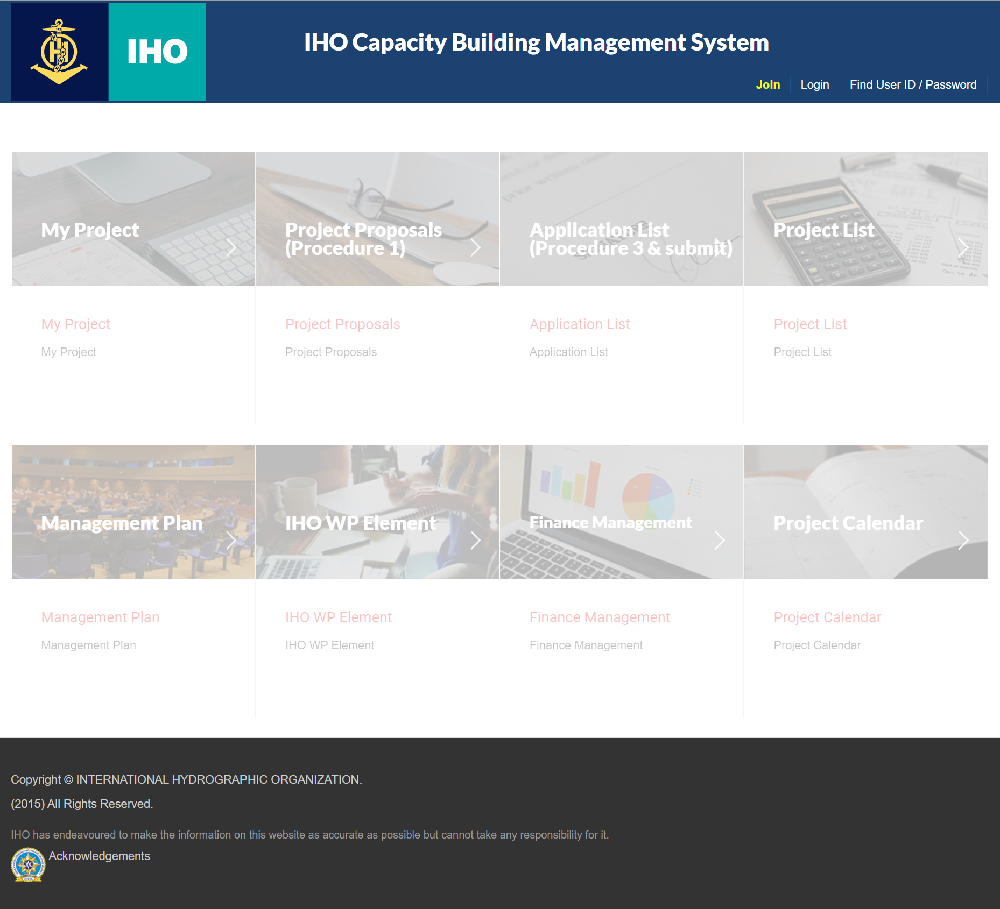 1921
IHO
IHO Capacity Building Management System
Join
Login
Find User ID / Password
My Project
Project Proposals
(Procedure 1)
Application List
(Procedure 3 & submit)
Project List
My Project
My Project
Project Proposals
Project Proposals
Application List
Application List
Project List
Project List
Management Plan
IHO WP Element
Finance Management
Project Calendar
Management Plan
Management Plan
IHO WP Element
IHO WP Element
Finance Management
Finance Management
Project Calendar
Project Calendar
Copyright © INTERNATIONAL HYDROGRAPHIC ORGANIZATION.
(2015) All Rights Reserved.
IHO has endeavoured to make the information on this website as accurate as possible but cannot take any responsibility for it.
Acknowledgements